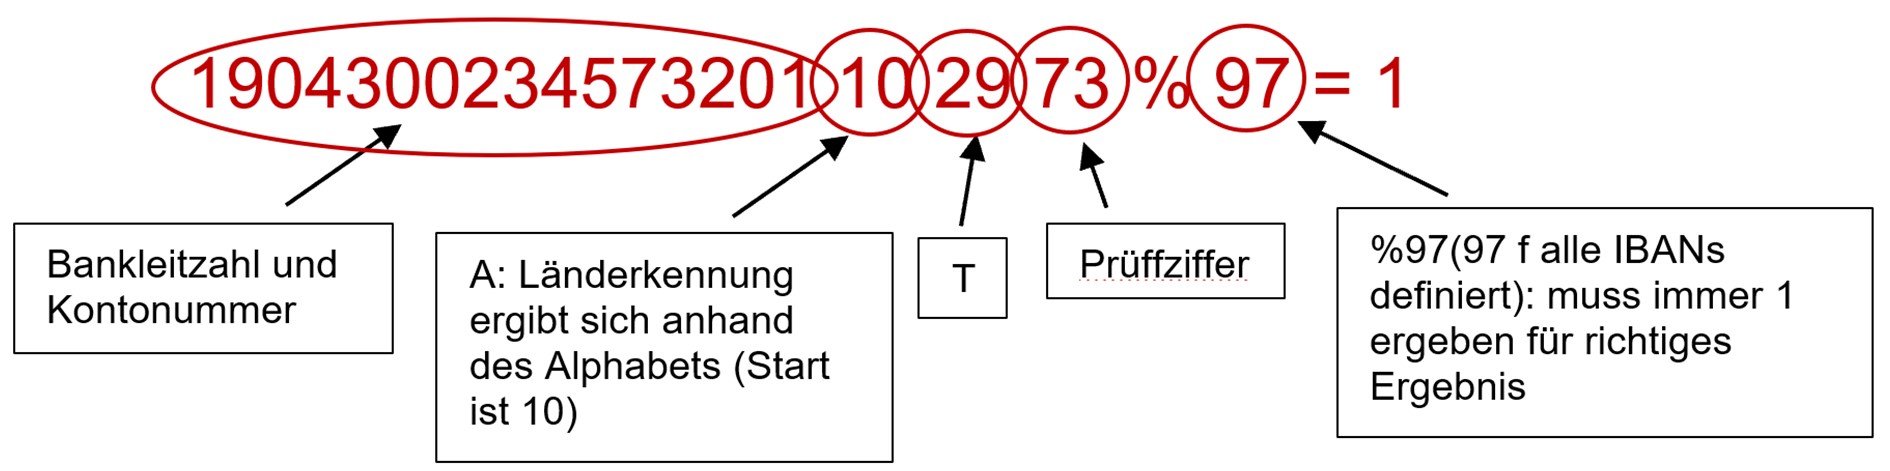 1904300234573201 10 29 73 % 97 = 1
Bankleitzahl und
Kontonummer
A: Länderkennung
ergibt sich anhand
des Alphabets (Start
ist 10)
T
Prüffziffer
%97(97 f alle IBANs
definiert): muss immer 1
ergeben für richtiges
Ergebnis